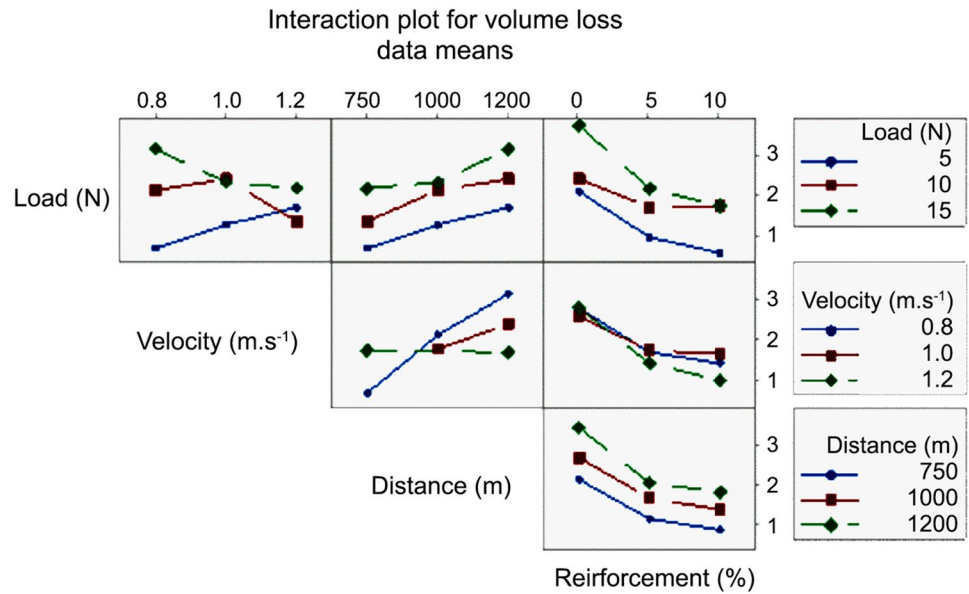 Interaction plot for volume loss
data means
0.8 1.0 1.2 750 1000 1200 0 5 10
Load (N)
3
2
1
Load (N)
5
10
15
Velocity (m.s-1)
3
2
1
Velocity (m.s-1)
0.8
1.0
1.2
Distance (m)
3
2
1
Distance (m)
750
1000
1200
Reirforcement (%)